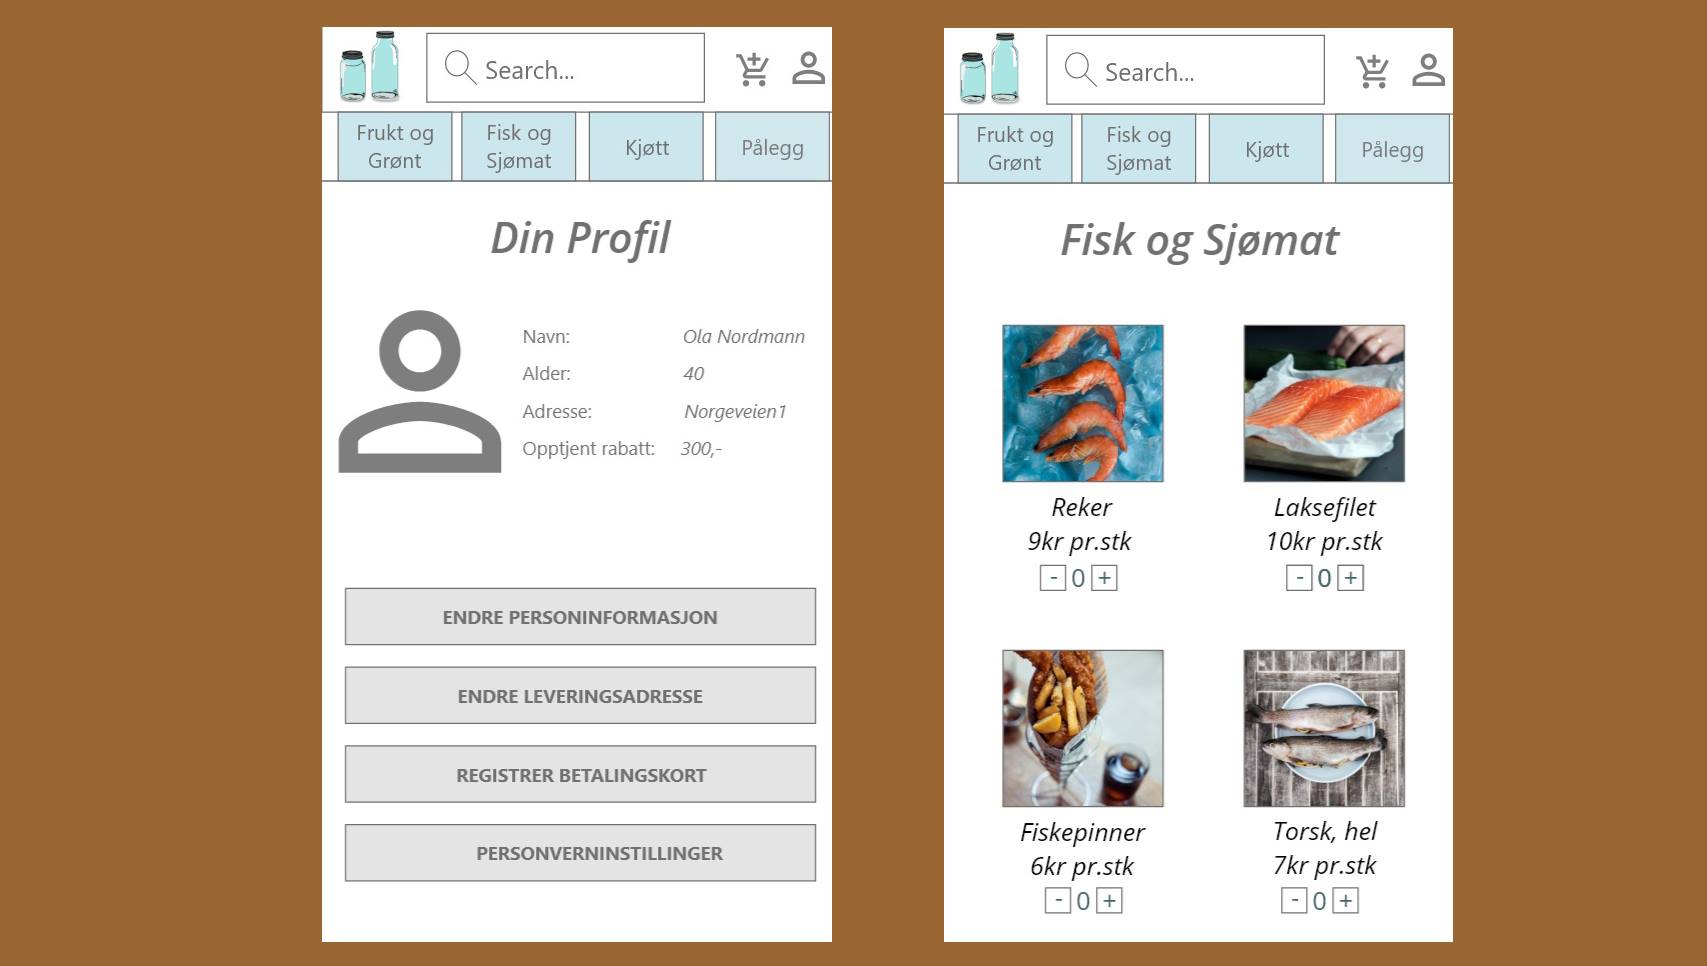 Search...
Frukt og
Grønt
Fisk og
Sjømat
Kjøtt
Pålegg
Din Profil
Navn: Ola Nordmann
Alder: 40
Adresse: Norgeveien1
Opptjent rabatt: 300,-
ENDRE PERSONINFORMASJON
ENDRE LEVERINGSADRESSE
REGISTRER BETALINGSKORT
PERSONVERNINSTILLINGER
Search...
Frukt og
Grønt
Fisk og
Sjømat
Kjøtt
Pålegg
Fisk og Sjømat
Reker
9kr pr.stk
- 0 +
Laksefilet
10kr pr.stk
- 0 +
Fiskepinner
6kr pr.stk
- 0 +
Torsk, hel
7kr pr.stk
- 0 +